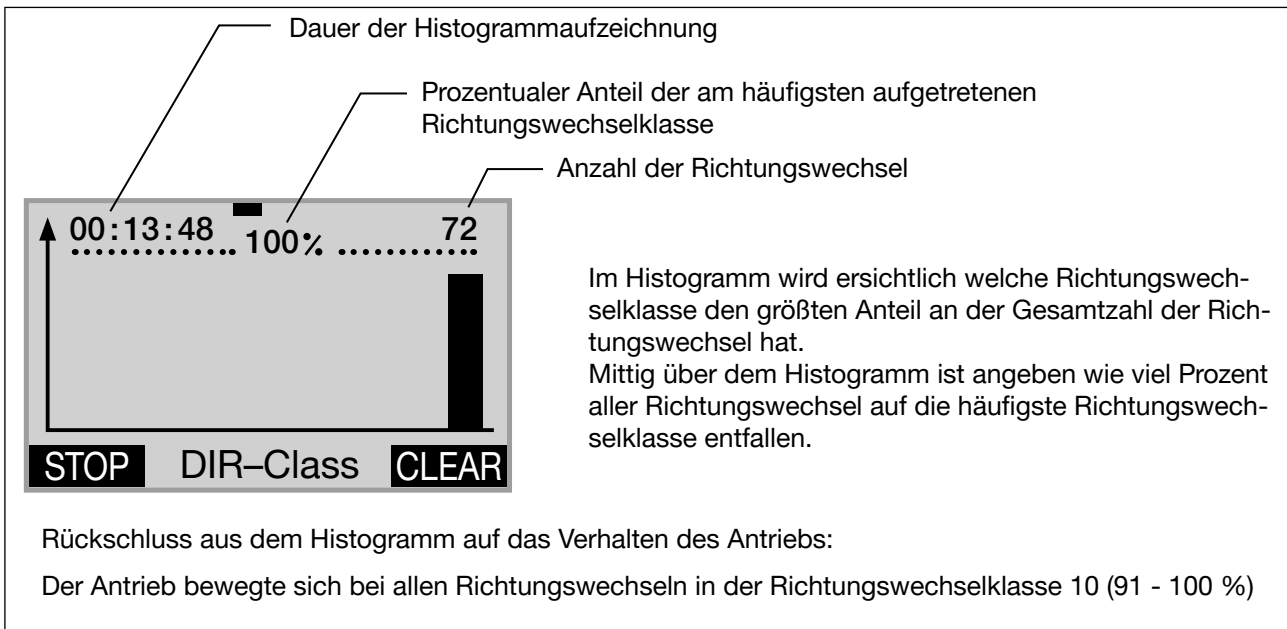 Dauer der Histogrammaufzeichnung
Prozentualer Anteil der am häufigsten aufgetretenen
Richtungswechselklasse
Anzahl der Richtungswechsel
00:13:48 100% 72
Im Histogramm wird ersichtlich welche Richtungswech-
selklasse den größten Anteil an der Gesamtzahl der Rich-
tungswechsel hat.
Mittig über dem Histogramm ist angeben wie viel Prozent
aller Richtungswechsel auf die häufigste Richtungswech-
selklasse entfallen.
STOP DIR–Class CLEAR
Rückschluss aus dem Histogramm auf das Verhalten des Antriebs:
Der Antrieb bewegte sich bei allen Richtungswechseln in der Richtungswechselklasse 10 (91 - 100 %)